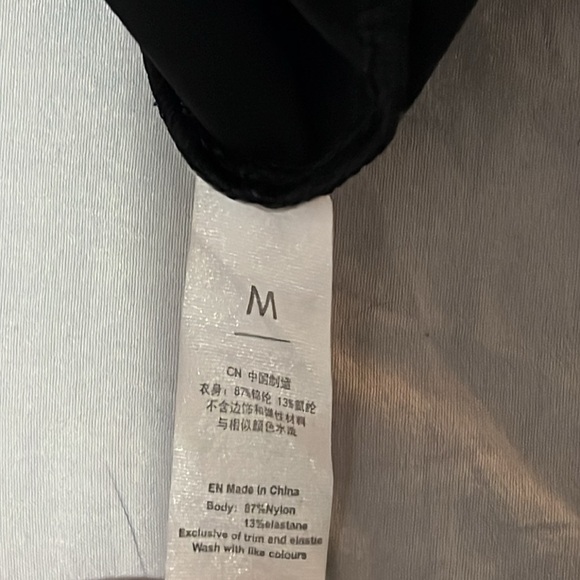 M
CN 中国制造
衣身: 87%锦纶 13%氨纶
不含边饰和弹性材料
与相似颜色水洗
EN Made in China
Body: 87%Nylon
13%elastane
Exclusive of trim and elastic
Wash with like colours